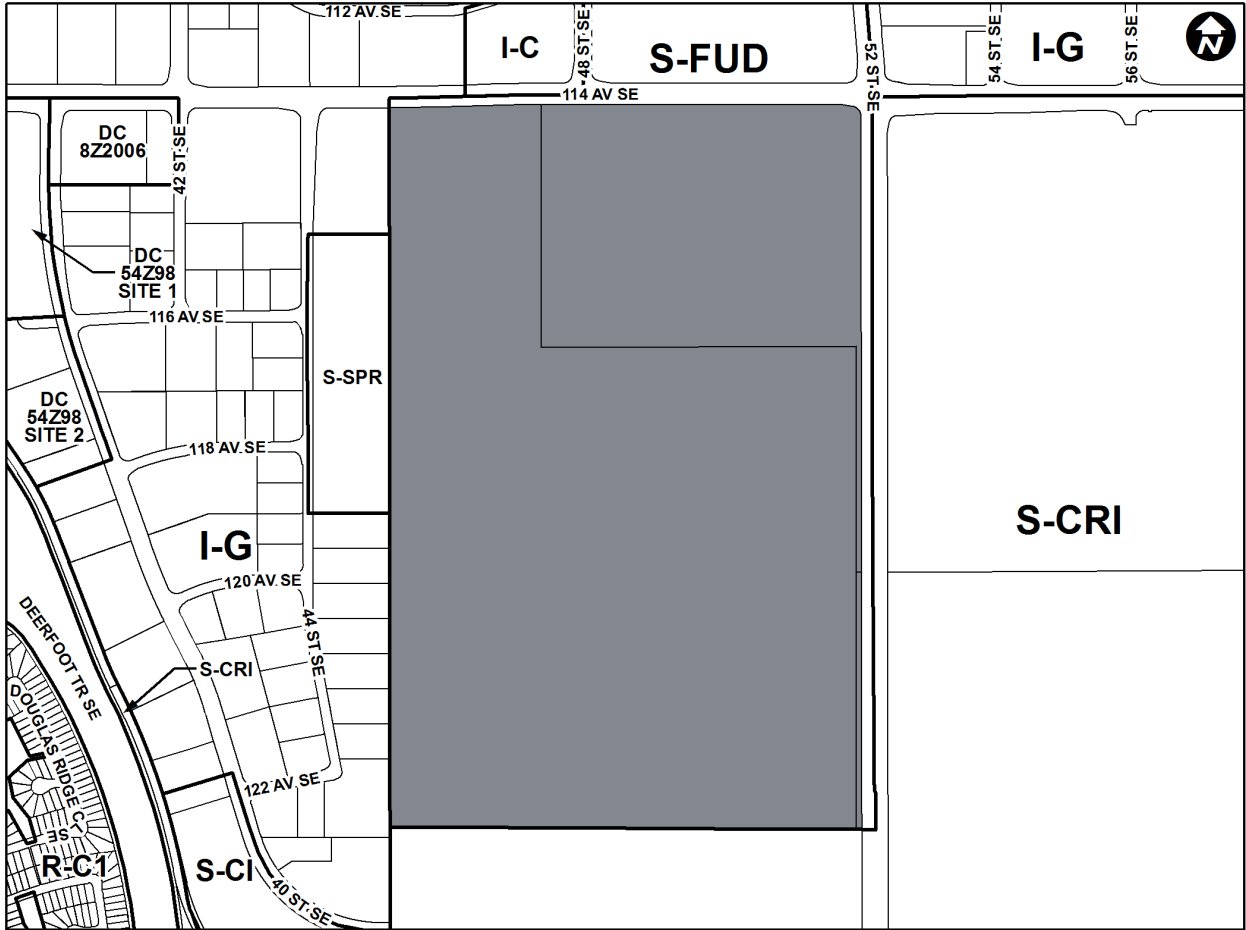 112 AV SE
I-C
48 ST SE
S-FUD
52 ST SE
54 ST SE
I-G
56 ST SE
N
114 AV SE
DC
8Z2006
42 ST SE
DC
54Z98
SITE 1
116 AV SE
S-SPR
DC
54Z98
SITE 2
118 AV SE
S-CRI
I-G
120 AV SE
44 ST SE
DEERFOOT TR SE
S-CRI
DOUGLAS RIDGE CL SE
122 AV SE
R-C1
S-CI
40 ST SE